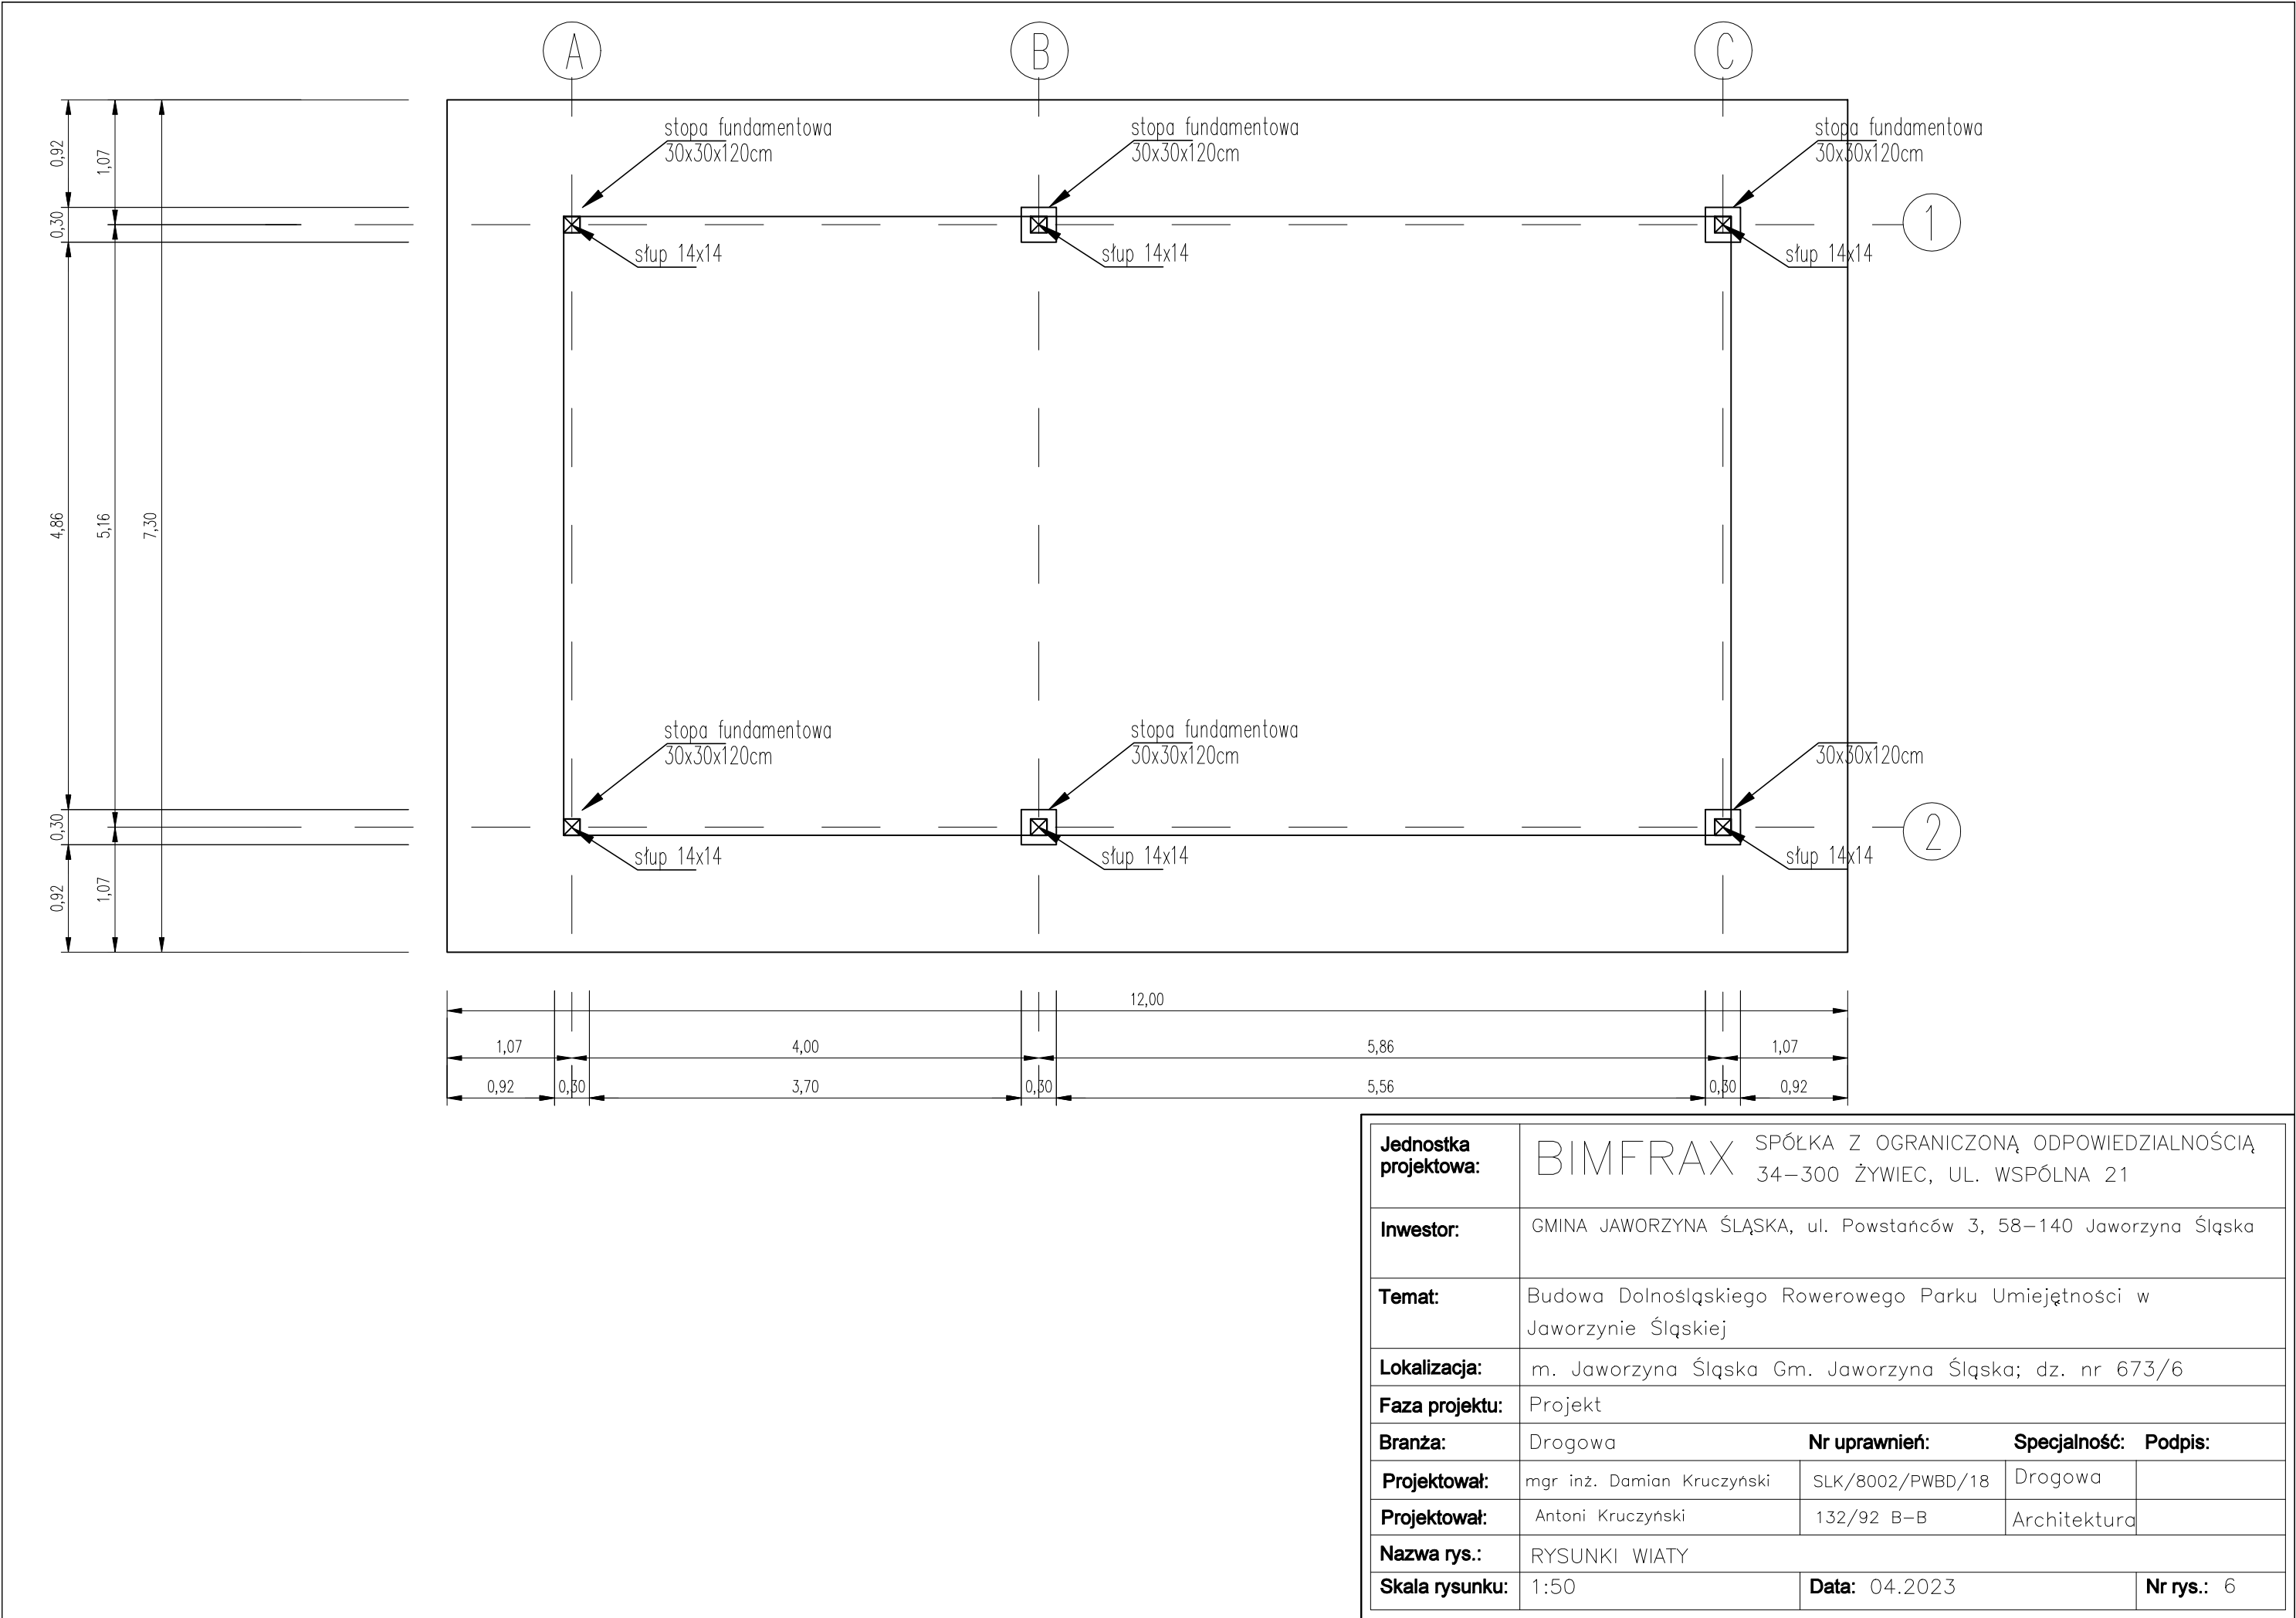 A
B
C
stopa fundamentowa
30x30x120cm
stopa fundamentowa
30x30x120cm
stopa fundamentowa
30x30x120cm
słup 14x14
słup 14x14
słup 14x14
1
0,92
1,07
0,30
4,86
5,16
7,30
0,30
0,92
1,07
stopa fundamentowa
30x30x120cm
stopa fundamentowa
30x30x120cm
30x30x120cm
słup 14x14
słup 14x14
słup 14x14
2
12,00
1,07
4,00
5,86
1,07
0,92
0,30
3,70
0,30
5,56
0,30
0,92
Jednostka
projektowa:
BIMFRAX
SPÓŁKA Z OGRANICZONĄ ODPOWIEDZIALNOŚCIĄ
34-300 ŻYWIEC, UL. WSPÓLNA 21
Inwestor:
GMINA JAWORZYNA ŚLĄSKA, ul. Powstańców 3, 58-140 Jaworzyna Śląska
Temat:
Budowa Dolnośląskiego Rowerowego Parku Umiejętności w
Jaworzynie Śląskiej
Lokalizacja:
m. Jaworzyna Śląska Gm. Jaworzyna Śląska; dz. nr 673/6
Faza projektu:
Projekt
Branża:
Drogowa
Nr uprawnień:
Specjalność:
Podpis:
Projektował:
mgr inż. Damian Kruczyński
SLK/8002/PWBD/18
Drogowa
Projektował:
Antoni Kruczyński
132/92 B-B
Architektura
Nazwa rys.:
RYSUNKI WIATY
Skala rysunku:
1:50
Data: 04.2023
Nr rys.: 6